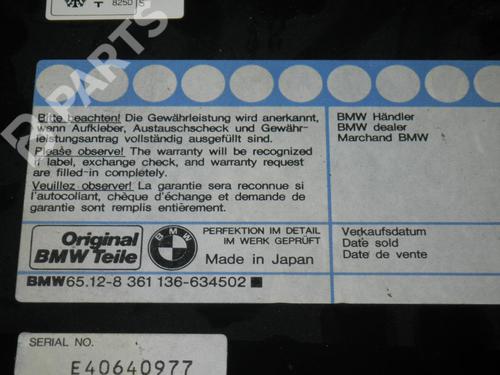 T 825D S
Bitte beachten! Die Gewährleistung wird anerkannt,
wenn Aufkleber, Austauschscheck und Gewähr-
leistungsantrag vollständig ausgefüllt sind.
Please observe! The warranty will be recognized
if label, exchange check, and warranty request
are filled-in completely.
Veuillez observer! La garantie sera reconnue si
l'autocoliant, chèque d'échange et demande de
garantie sont remplis entièrement.
BMW Händler
BMW dealer
Marchand BMW
Original
BMW Teile
BMW
PERFEKTION IM DETAIL
IM WERK GEPRÜFT
Made in Japan
Verkaufsdatum
Date sold
Date de vente
BMW65.12-8 361 136-634502
SERIAL NO.
E40640977
D PARTS